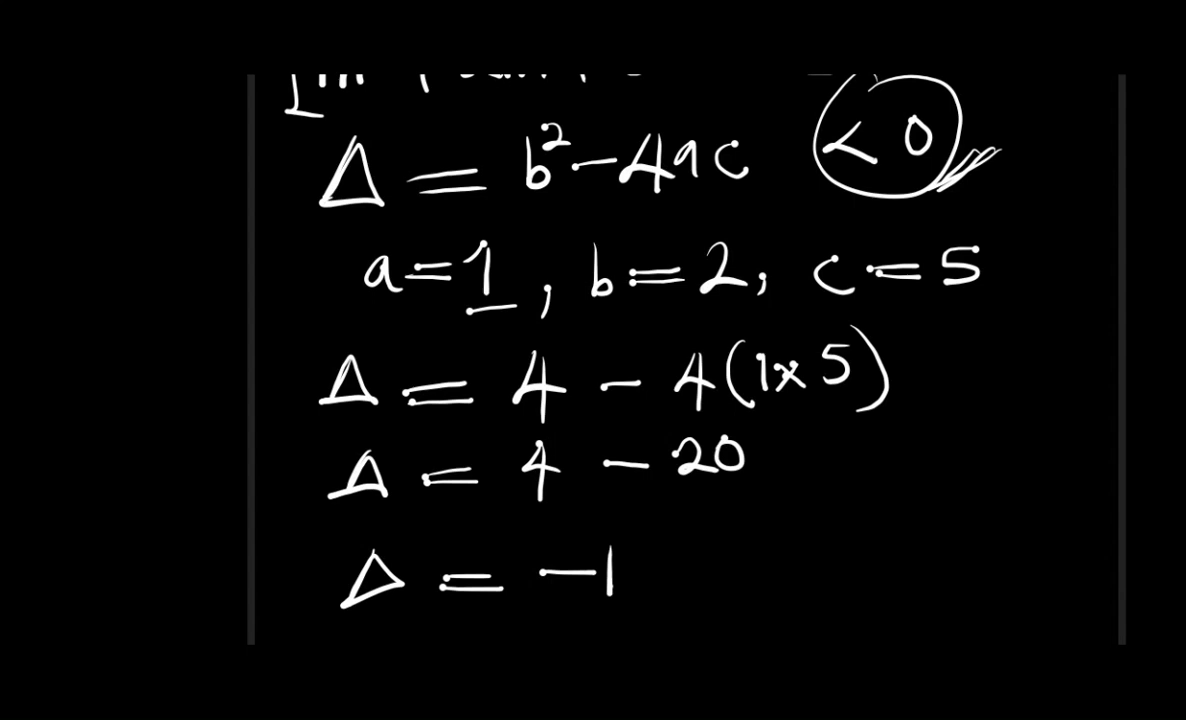 < 0
Δ = b² - 4ac
a = 1, b = 2, c = 5
Δ = 4 - 4(1 x 5)
Δ = 4 - 20
Δ = -1